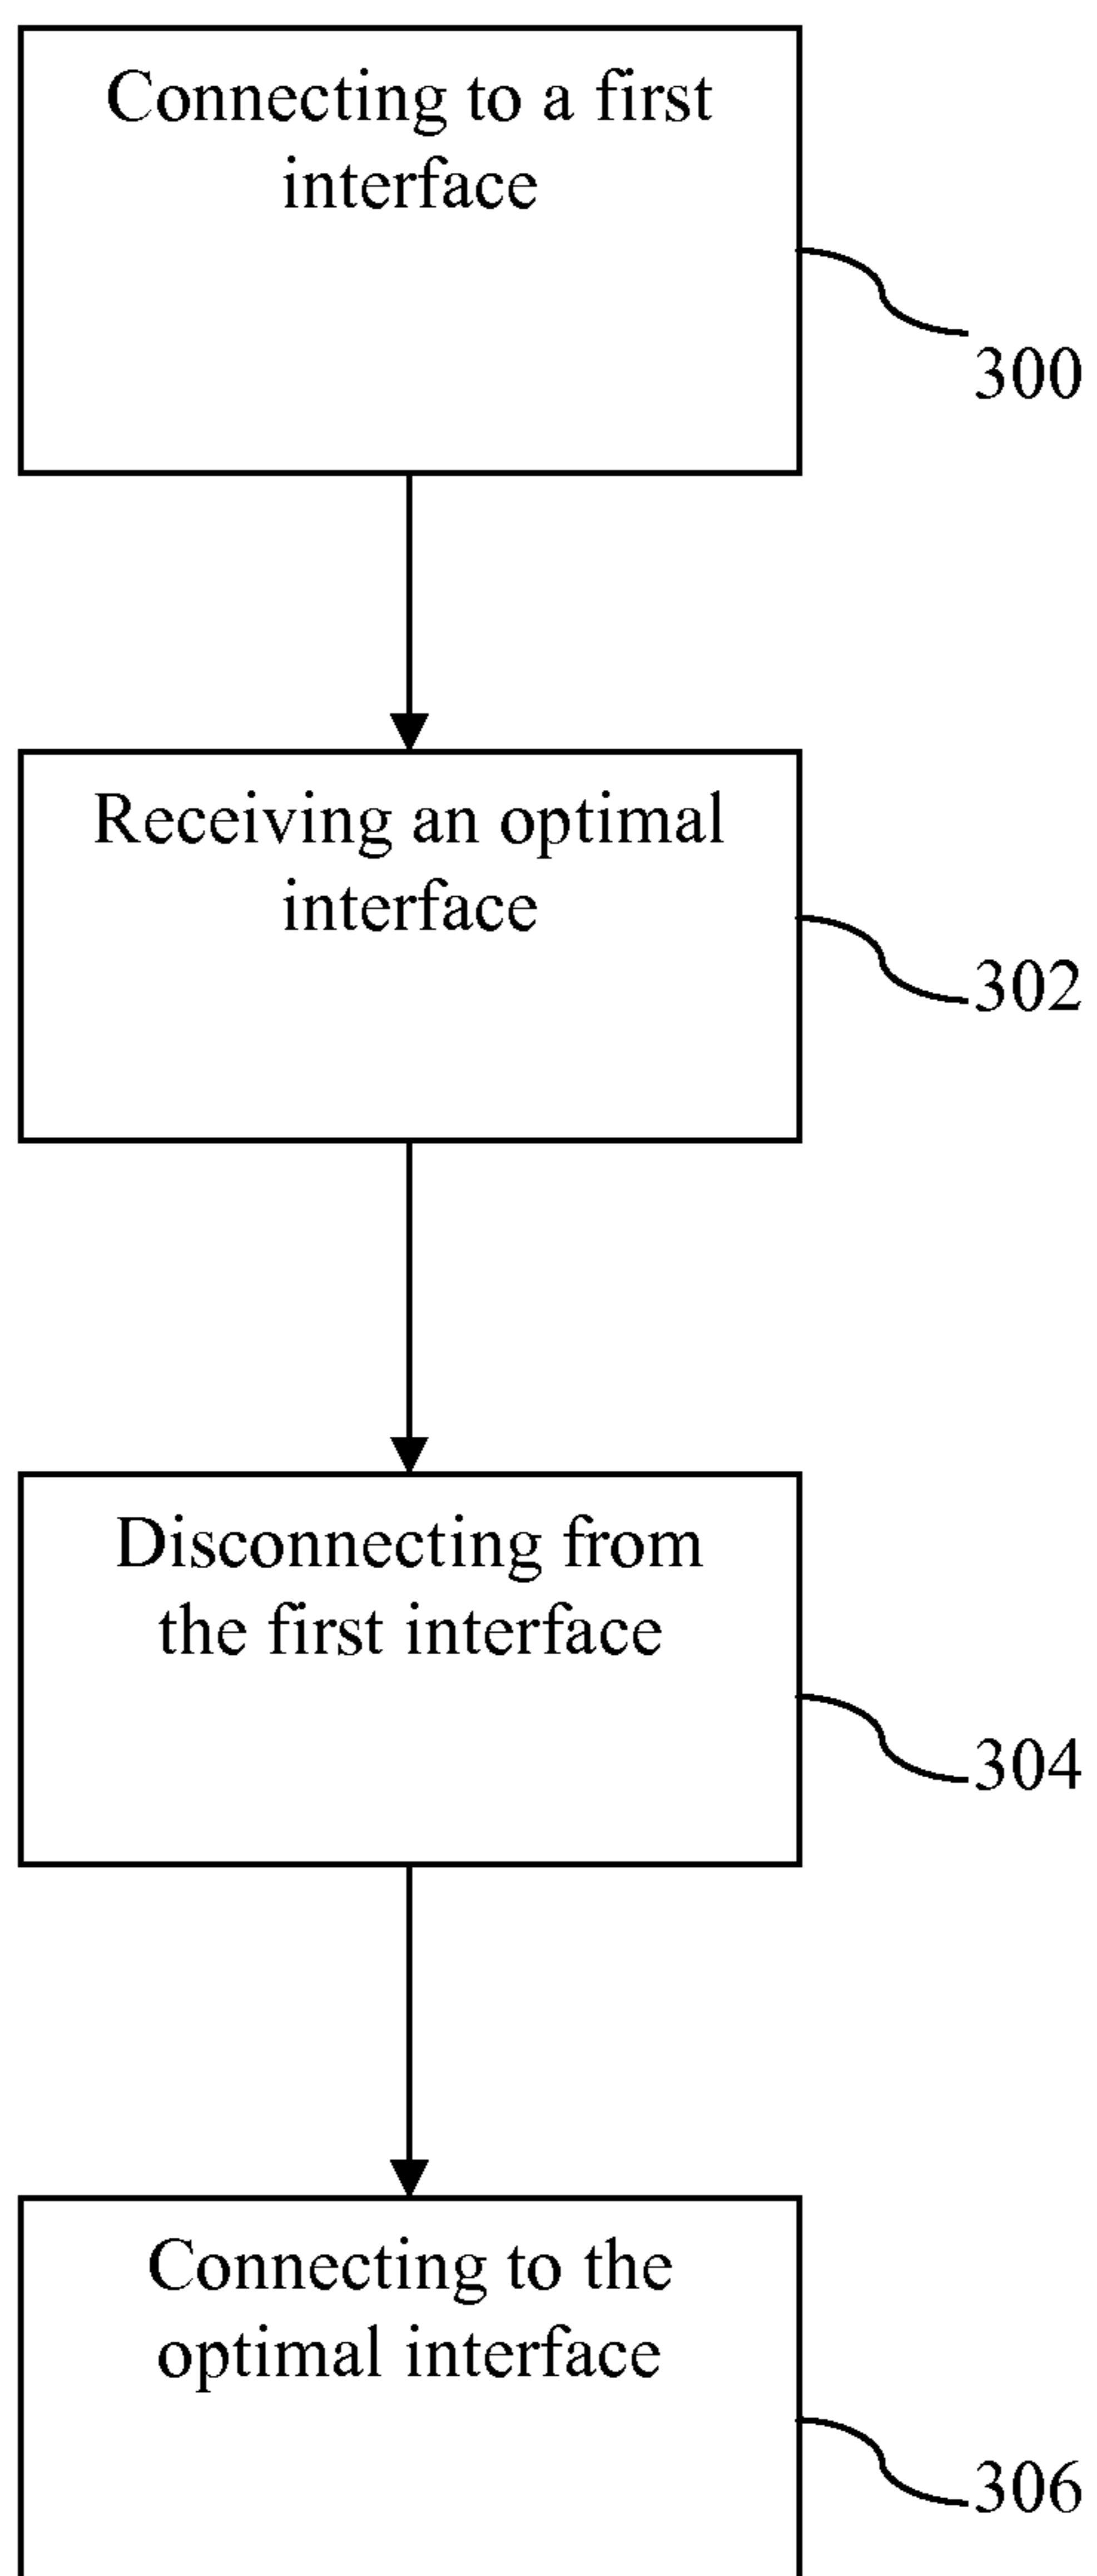 Connecting to a first
interface
300
Receiving an optimal
interface
302
Disconnecting from
the first interface
304
Connecting to the
optimal interface
306